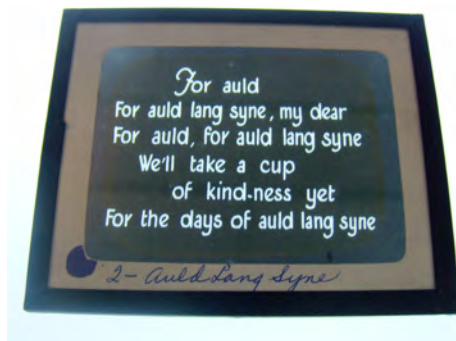 For auld
For auld lang syne, my dear
For auld, for auld lang syne
We'll take a cup
of kind-ness yet
For the days of auld lang syne
2- Auld Lang Syne